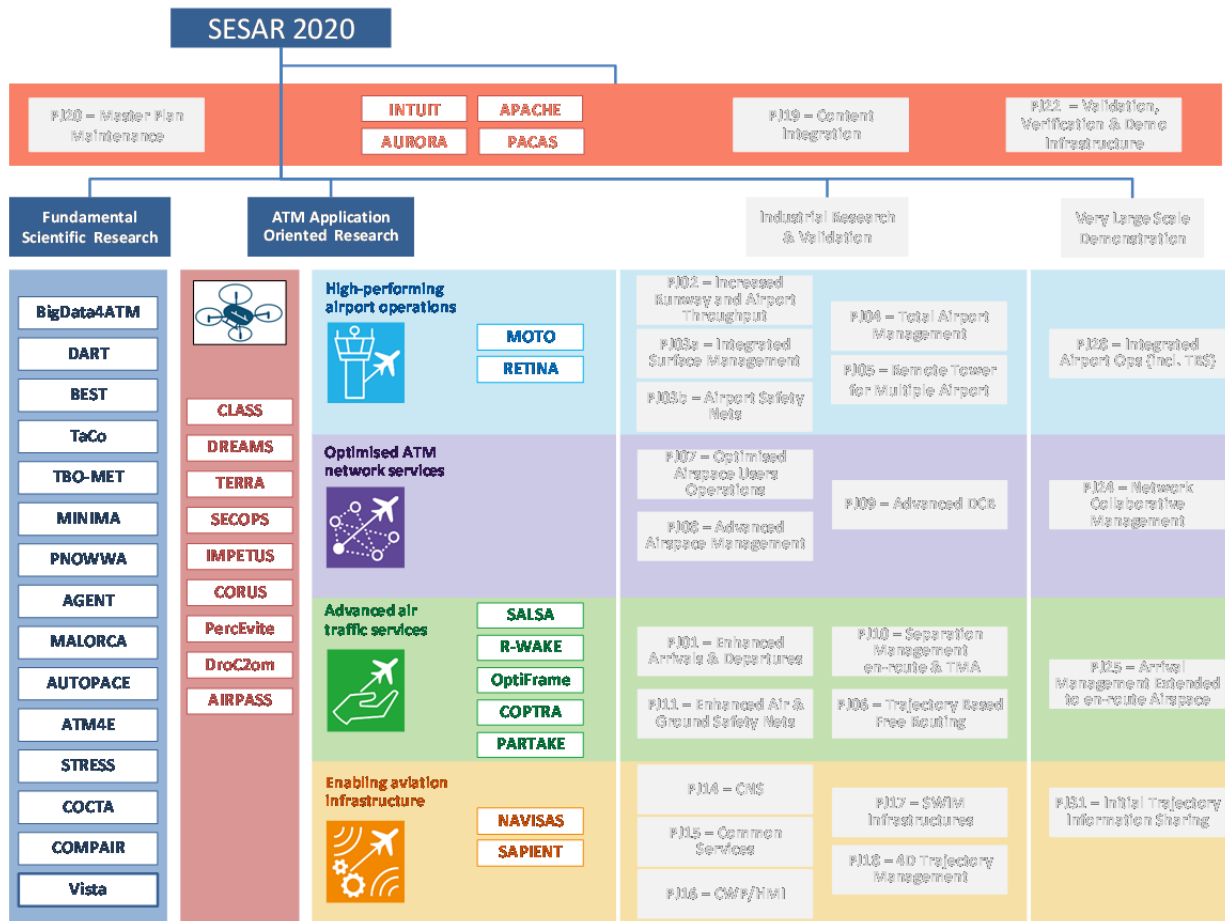 SESAR 2020
PJ20 – Master Plan
Maintenance
INTUIT
APACHE
AURORA
PACAS
PJ19 – Content
Integration
PJ22 – Validation,
Verification & Demo
Infrastructure
Fundamental
Scientific Research
ATM Application
Oriented Research
Industrial Research
& Validation
Very Large Scale
Demonstration
BigData4ATM
DART
BEST
TaCo
TBO-MET
MINIMA
PNOWWA
AGENT
MALORCA
AUTOPACE
ATM4E
STRESS
COCTA
COMPAIR
Vista
CLASS
DREAMS
TERRA
SECOPS
IMPETUS
CORUS
PercEvite
DroC2om
AIRPASS
High-performing
airport operations
MOTO
RETINA
PJ02 – Increased
Runway and Airport
Throughput
PJ03a – Integrated
Surface Management
PJ03b – Airport Safety
Nets
PJ04 – Total Airport
Management
PJ05 – Remote Tower
for Multiple Airport
PJ28 – Integrated
Airport Ops (incl. TBS)
Optimised ATM
network services
PJ07 – Optimised
Airspace Users
Operations
PJ08 – Advanced
Airspace Management
PJ09 – Advanced DCB
PJ24 – Network
Collaborative
Management
Advanced air
traffic services
SALSA
R-WAKE
OptiFrame
COPTRA
PARTAKE
PJ01 – Enhanced
Arrivals & Departures
PJ11 – Enhanced Air &
Ground Safety Nets
PJ10 – Separation
Management
en-route & TMA
PJ06 – Trajectory Based
Free Routing
PJ25 – Arrival
Management Extended
to en-route Airspace
Enabling aviation
infrastructure
NAVISAS
SAPIENT
PJ14 – CNS
PJ15 – Common
Services
PJ16 – CWP/HMI
PJ17 – SWIM
Infrastructures
PJ18 – 4D Trajectory
Management
PJ31 – Initial Trajectory
Information Sharing